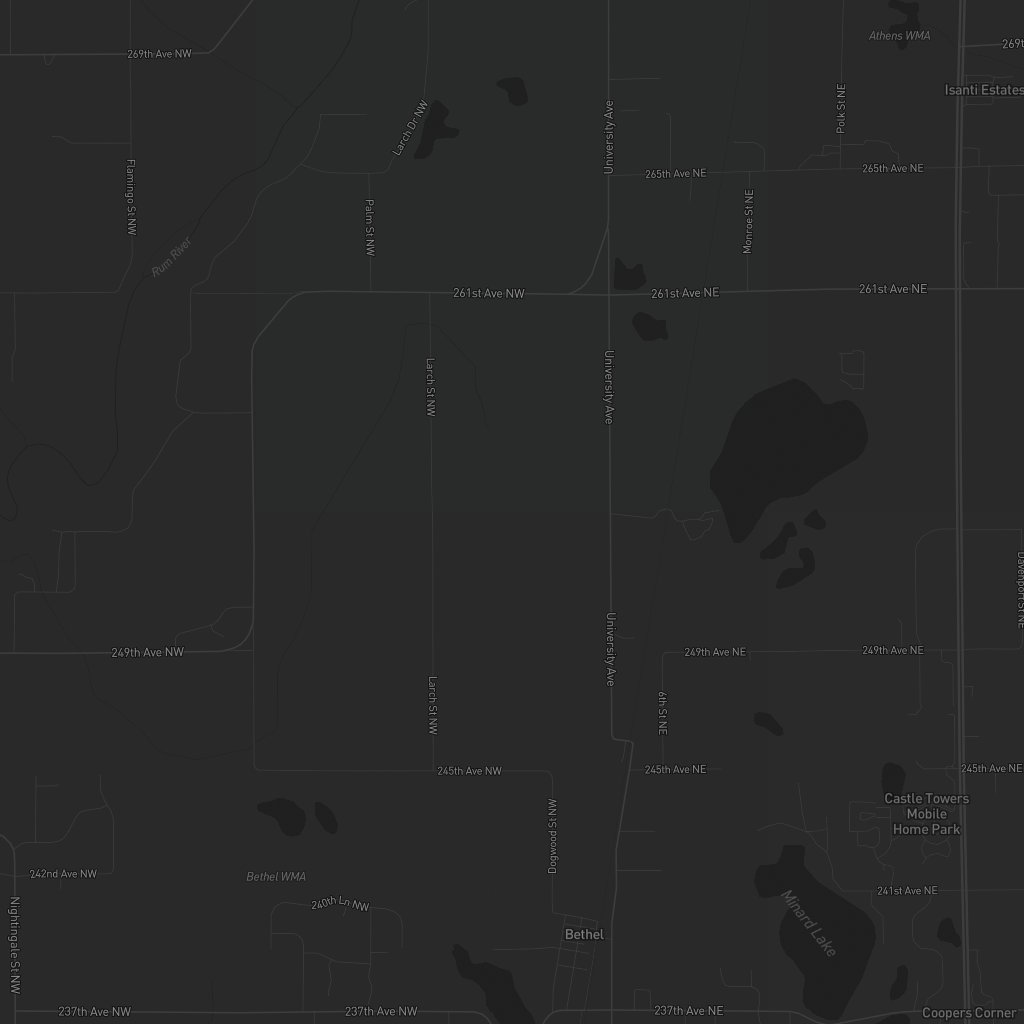 Athens WMA
269th Ave NW
269t
Isanti Estates
Larch Dr NW
University Ave
Polk St NE
265th Ave NE
265th Ave NE
Flamingo St NW
Palm St NW
Monroe St NE
Rum River
261st Ave NW
261st Ave NE
261st Ave NE
Larch St NW
University Ave
Davenport St NE
University Ave
249th Ave NW
249th Ave NE
249th Ave NE
Larch St NW
6th St NE
245th Ave NW
245th Ave NE
245th Ave NE
Castle Towers
Mobile
Home Park
Dogwood St NW
242nd Ave NW
Bethel WMA
241st Ave NE
240th Ln NW
Minard Lake
Nightingale St NW
Bethel
237th Ave NW
237th Ave NW
237th Ave NE
Coopers Corner